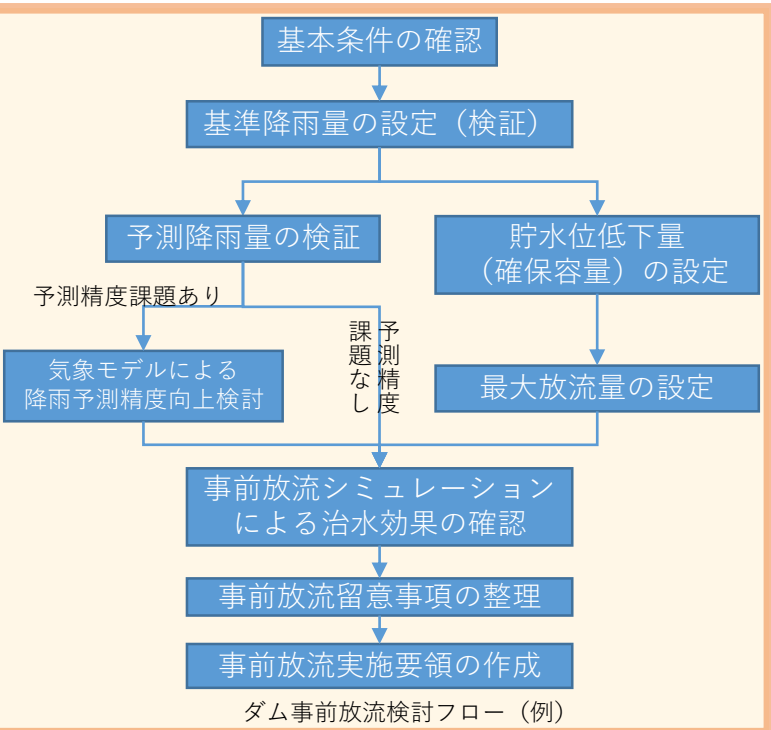 基本条件の確認
基準降雨量の設定（検証）
予測降雨量の検証
貯水位低下量
（確保容量）の設定
予測精度課題あり
予測精度
課題なし
気象モデルによる
降雨予測精度向上検討
最大放流量の設定
事前放流シミュレーション
による治水効果の確認
事前放流留意事項の整理
事前放流実施要領の作成
ダム事前放流検討フロー（例）